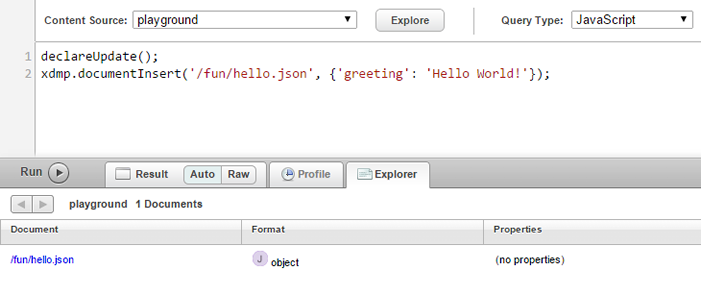 Content Source: playground Explore Query Type: JavaScript
1 declareUpdate();
2 xdmp.documentInsert('/fun/hello.json', {'greeting': 'Hello World!'});
Run Result Auto Raw Profile Explorer
playground 1 Documents
Document Format Properties
/fun/hello.json J object (no properties)